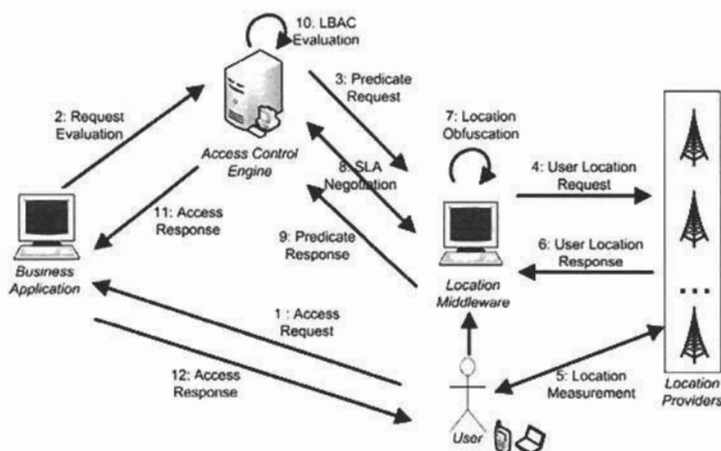 10. LBAC
Evaluation
3: Predicate
Request
2: Request
Evaluation
7: Location
Obfuscation
Access Control
Engine
8: SLA
Negotiation
4: User Location
Request
11: Access
Response
9: Predicate
Response
6: User Location
Response
Business
Application
Location
Middleware
1 : Access
Request
...
12: Access
Response
5: Location
Measurement
User
Location
Providers